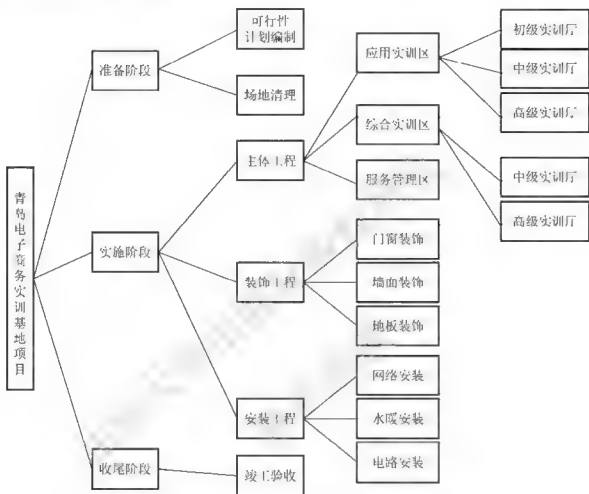 青岛电子商务实训基地项目
准备阶段
可行性
计划编制
场地清理
实施阶段
主体工程
应用实训区
初级实训厅
中级实训厅
高级实训厅
综合实训区
中级实训厅
高级实训厅
服务管理区
装饰工程
门窗装饰
墙面装饰
地板装饰
安装工程
网络安装
水暖安装
电路安装
收尾阶段
竣工验收